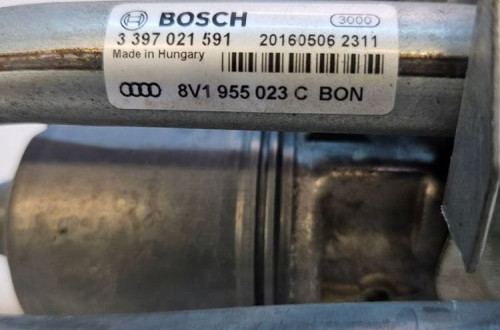 BOSCH 3000
3 397 021 591 20160506 2311
Made in Hungary
8V1 955 023 C BON